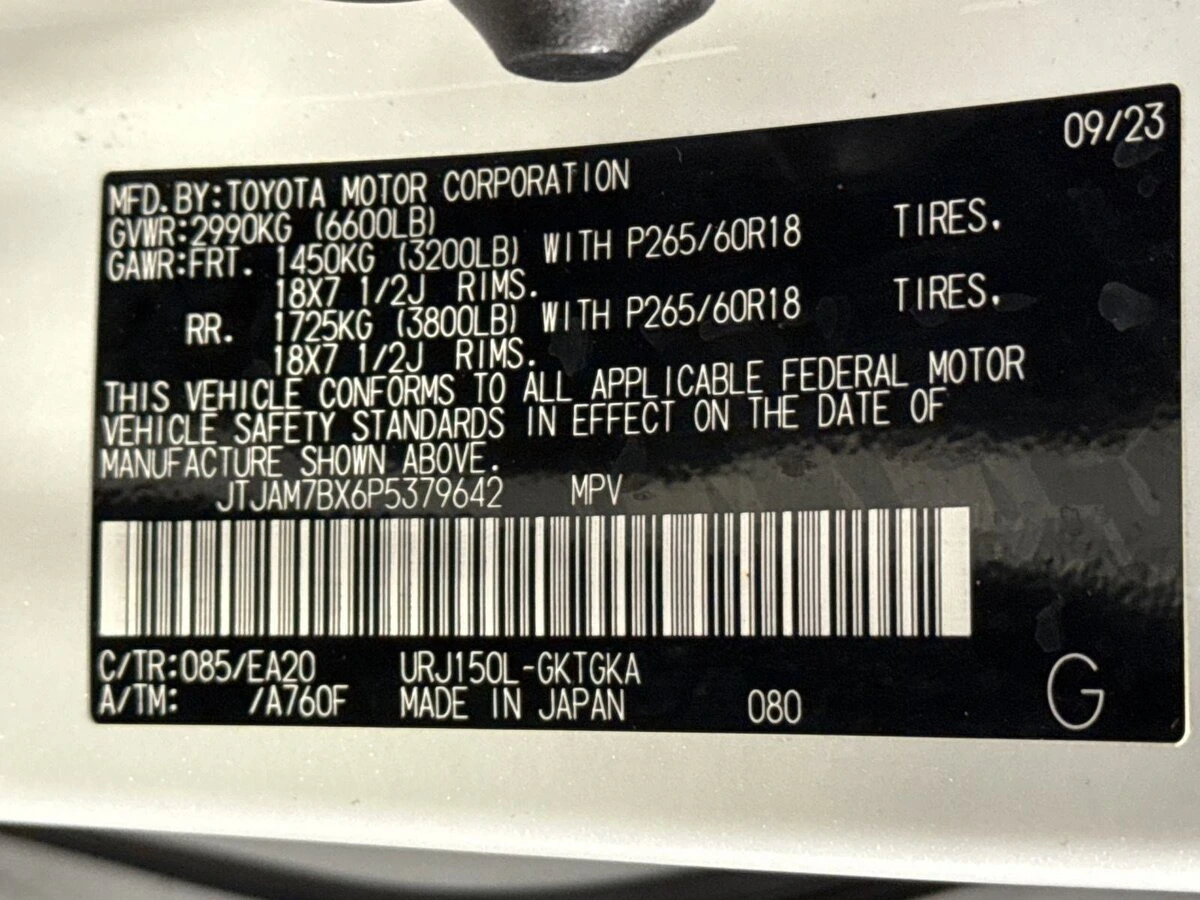 09/23
MFD. BY:TOYOTA MOTOR CORPORATION
GVWR:2990KG (6600LB)
GAWR:FRT. 1450KG (3200LB) WITH P265/60R18 TIRES.
18X7 1/2J RIMS.
RR. 1725KG (3800LB) WITH P265/60R18 TIRES.
18X7 1/2J RIMS.
THIS VEHICLE CONFORMS TO ALL APPLICABLE FEDERAL MOTOR
VEHICLE SAFETY STANDARDS IN EFFECT ON THE DATE OF
MANUFACTURE SHOWN ABOVE.
JTJAM7BX6P5379642 MPV
C/TR:085/EA20 URJ150L-GKTGKA
A/TM: /A760F MADE IN JAPAN 080 G